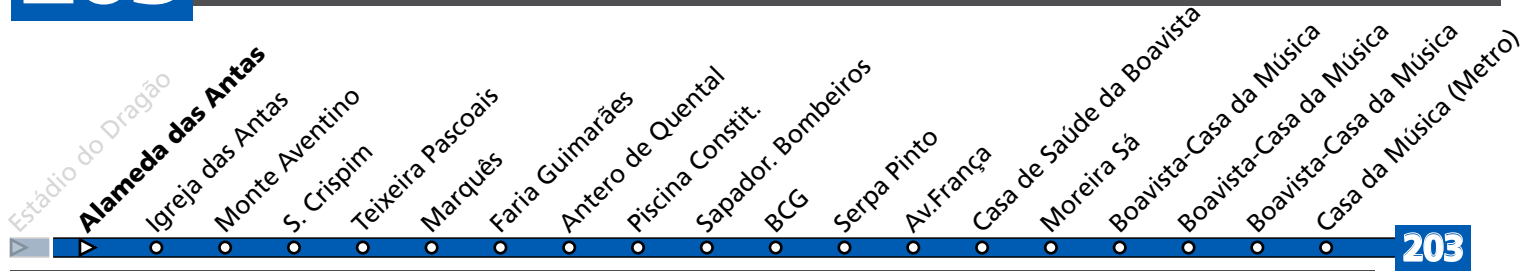 203
Estádio do Dragão
Alameda das Antas
Igreja das Antas
Monte Aventino
S. Crispim
Teixeira Pascoais
Marquês
Faria Guimarães
Antero de Quental
Piscina Constit.
Sapador. Bombeiros
BCG
Serpa Pinto
Av.França
Casa de Saúde da Boavista
Moreira Sá
Boavista-Casa da Música
Boavista-Casa da Música
Boavista-Casa da Música
Casa da Música (Metro)
203